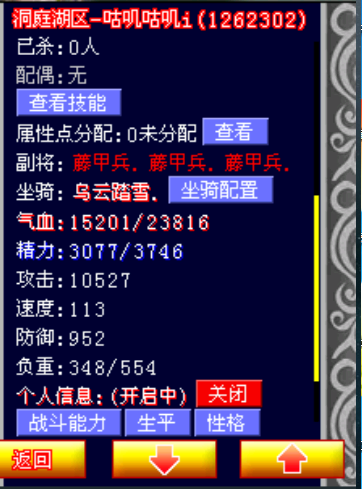 洞庭湖区-咕叽咕叽i(1262302)
已杀:0人
配偶:无
查看技能
属性点分配:0未分配 查看
副将: 藤甲兵. 藤甲兵. 藤甲兵.
坐骑: 乌云踏雪. 坐骑配置
气血:15201/23816
精力:3077/3746
攻击:10527
速度:113
防御:952
负重:348/554
个人信息:(开启中) 关闭
战斗能力 生平 性格
返回